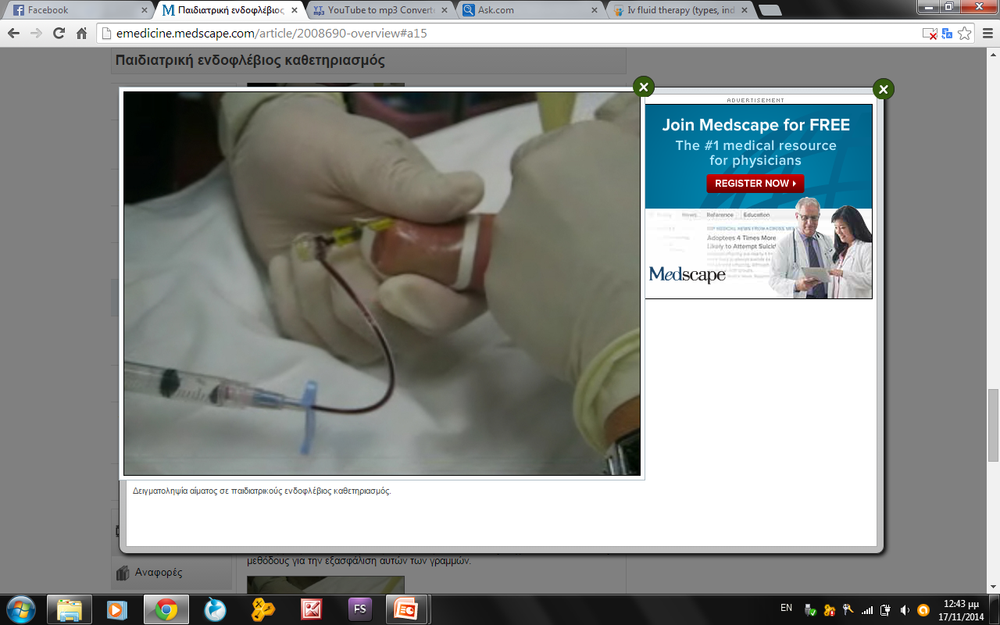 Facebook
Παιδιατρική ενδοφλέβιος
YouTube to mp3 Converte
Ask.com
Iv fluid therapy (types, ind
emedicine.medscape.com/article/2008690-overview#a15
Παιδιατρική ενδοφλέβιος καθετηριασμός
ADVERTISEMENT
Join Medscape for FREE
The #1 medical resource
for physicians
REGISTER NOW
News
Reference
Education
Adoptees 4 Times More
Likely to Attempt Suicid
Medscape
Δειγματοληψία αίματος σε παιδιατρικούς ενδοφλέβιος καθετηριασμός.
μεθόδους για την εξασφάλιση αυτών των γραμμών.
Αναφορές
FS
EN
12:43 μμ
17/11/2014